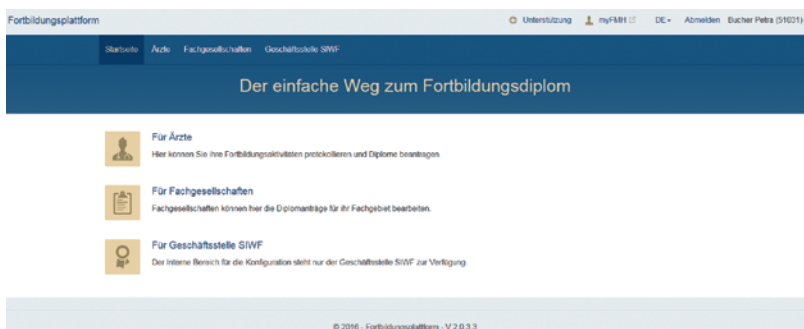 Fortbildungsplattform
Unterstützung myFMH DE Abmelden Bucher Petra (51031)
Startseite Ärzte Fachgesellschaften Geschäftsstelle SIWF
Der einfache Weg zum Fortbildungsdiplom
Für Ärzte
Hier können Sie ihre Fortbildungsaktivitäten protokollieren und Diplome beantragen
Für Fachgesellschaften
Fachgesellschaften können hier die Diplomanträge für ihr Fachgebiet bearbeiten.
Für Geschäftsstelle SIWF
Der Interne Bereich für die Konfiguration steht nur der Geschäftsstelle SIWF zur Verfügung.
© 2016 - Fortbildungsplattform - V 2.0.3.3